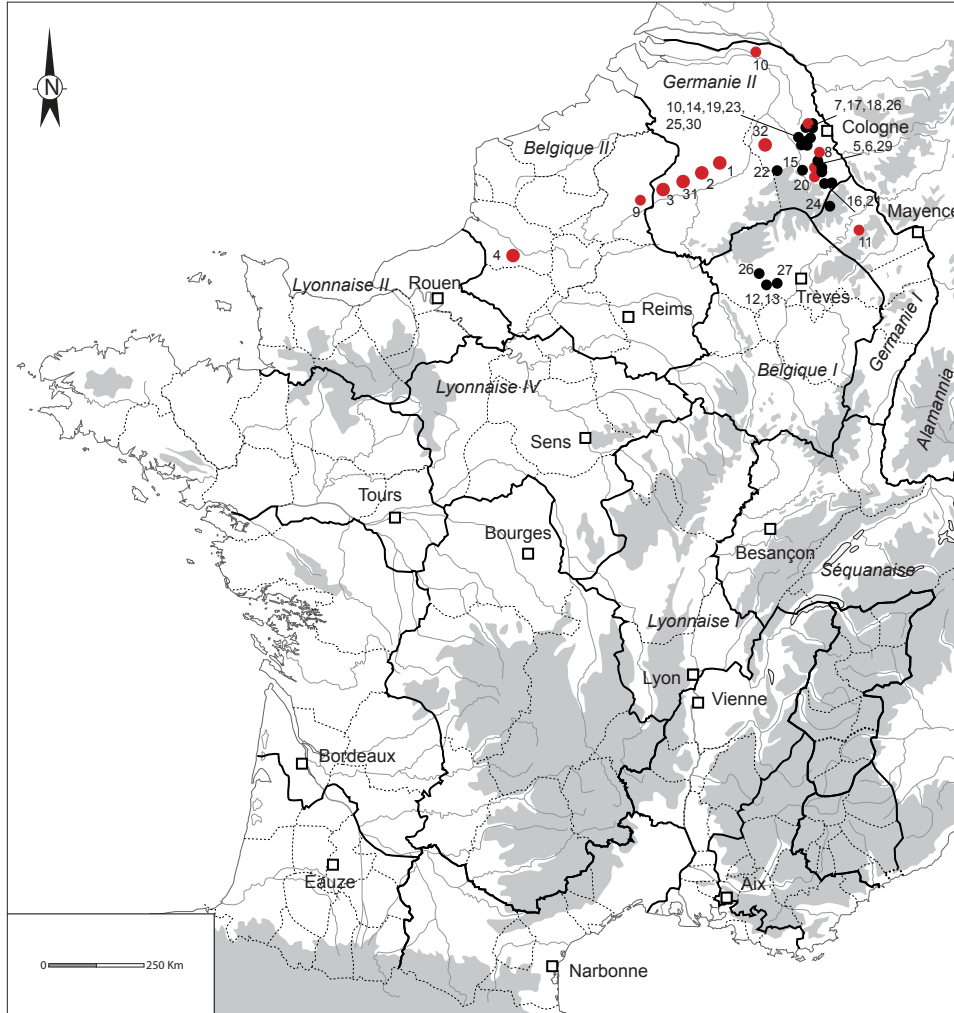 N
10
Germanie II
10,14,19,23,
25,30
7,17,18,26
Cologne
32
8
5,6,29
Belgique II
15
1
22
2
31
3
9
20
16,21
24
Mayence
11
4
Lyonnaise II
Rouen
26
27
12,13
Trèves
Reims
Germanie I
Belgique I
Alamannia
Lyonnaise IV
Sens
Tours
Bourges
Besançon
Séquanaise
Lyonnaise I
Lyon
Vienne
Bordeaux
Éauze
Aix
Narbonne
0
250 Km